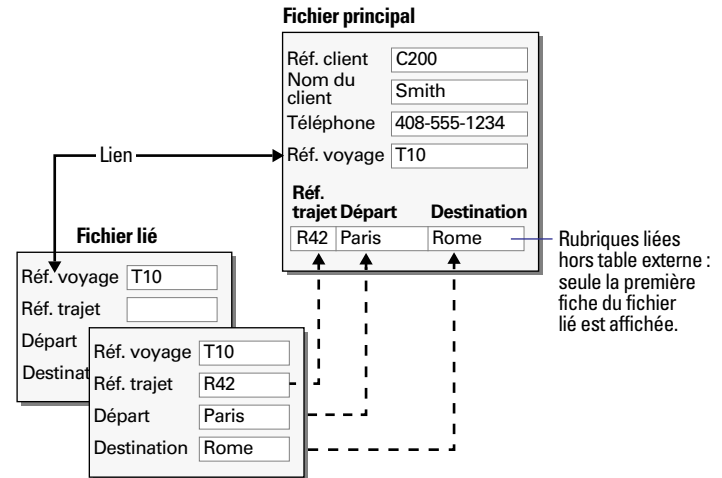 Fichier principal
Réf. client C200
Nom du
client Smith
Téléphone 408-555-1234
Réf. voyage T10
Lien
Réf.
trajet Départ Destination
R42 Paris Rome
Rubriques liées
hors table externe :
seule la première
fiche du fichier
lié est affichée.
Fichier lié
Réf. voyage T10
Réf. trajet
Départ
Destinat
Réf. voyage T10
Réf. trajet R42
Départ Paris
Destination Rome